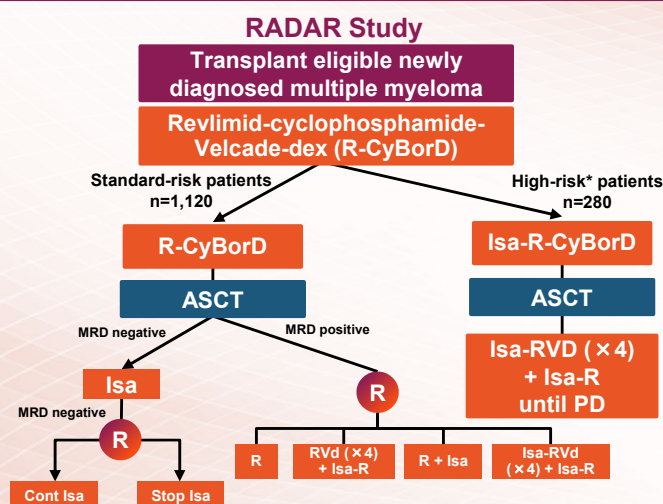 RADAR Study
Transplant eligible newly
diagnosed multiple myeloma
Revlimid-cyclophosphamide-
Velcade-dex (R-CyBorD)
Standard-risk patients
n=1,120
High-risk* patients
n=280
R-CyBorD
Isa-R-CyBorD
ASCT
ASCT
MRD negative
MRD positive
Isa
R
Isa-RVD (×4)
+ Isa-R
until PD
MRD negative
R
R
RVd (×4)
+ Isa-R
R + Isa
Isa-RVd
(×4) + Isa-R
Cont Isa
Stop Isa